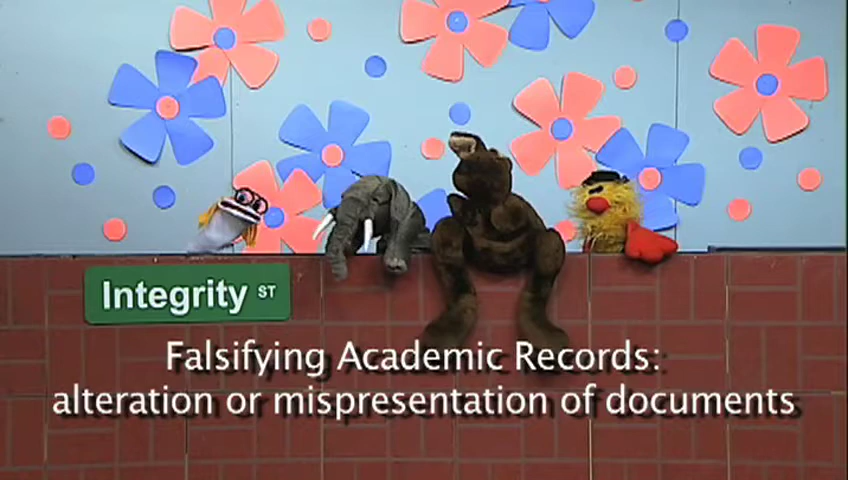 Integrity ST
Falsifying Academic Records:
alteration or mispresentation of documents